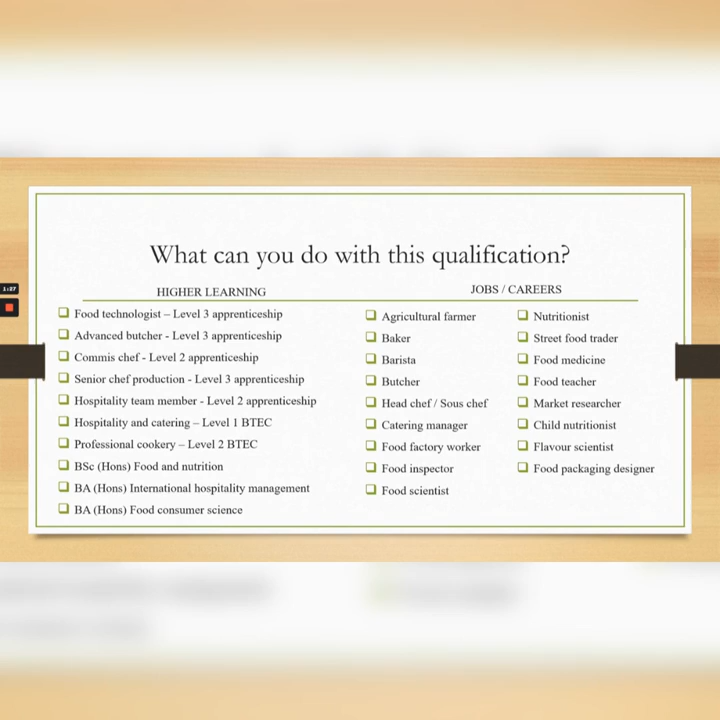 What can you do with this qualification?
HIGHER LEARNING
Food technologist – Level 3 apprenticeship
Advanced butcher - Level 3 apprenticeship
Commis chef - Level 2 apprenticeship
Senior chef production - Level 3 apprenticeship
Hospitality team member - Level 2 apprenticeship
Hospitality and catering – Level 1 BTEC
Professional cookery – Level 2 BTEC
BSc (Hons) Food and nutrition
BA (Hons) International hospitality management
BA (Hons) Food consumer science
JOBS / CAREERS
Agricultural farmer
Baker
Barista
Butcher
Head chef / Sous chef
Catering manager
Food factory worker
Food inspector
Food scientist
Nutritionist
Street food trader
Food medicine
Food teacher
Market researcher
Child nutritionist
Flavour scientist
Food packaging designer
1:27